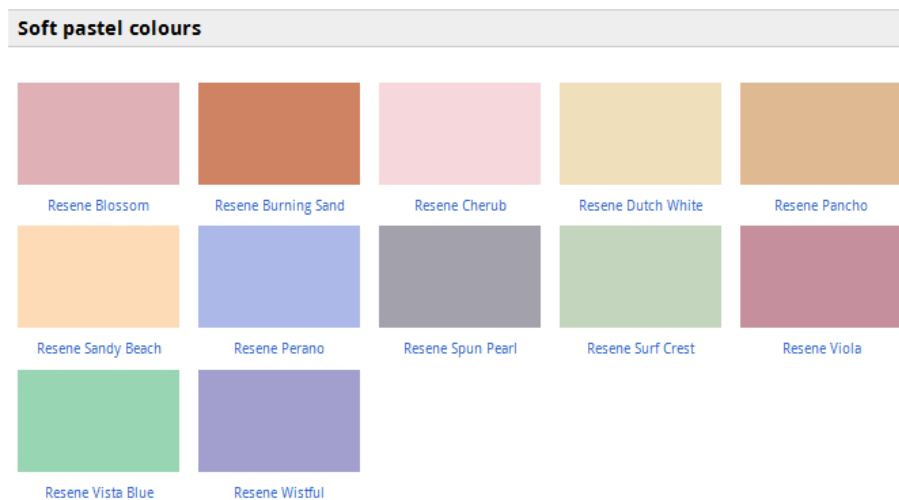 Soft pastel colours
Resene Blossom
Resene Burning Sand
Resene Cherub
Resene Dutch White
Resene Pancho
Resene Sandy Beach
Resene Perano
Resene Spun Pearl
Resene Surf Crest
Resene Viola
Resene Vista Blue
Resene Wistful